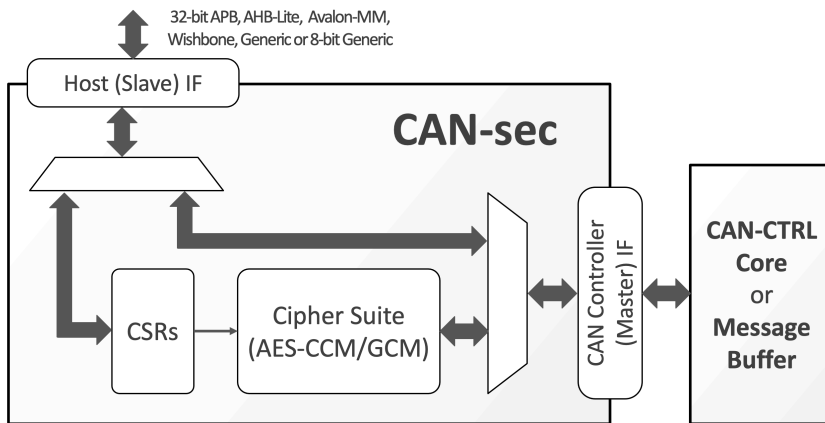 32-bit APB, AHB-Lite, Avalon-MM,
Wishbone, Generic or 8-bit Generic
Host (Slave) IF
CAN-sec
CSRs
Cipher Suite
(AES-CCM/GCM)
CAN Controller
(Master) IF
CAN-CTRL
Core
or
Message
Buffer